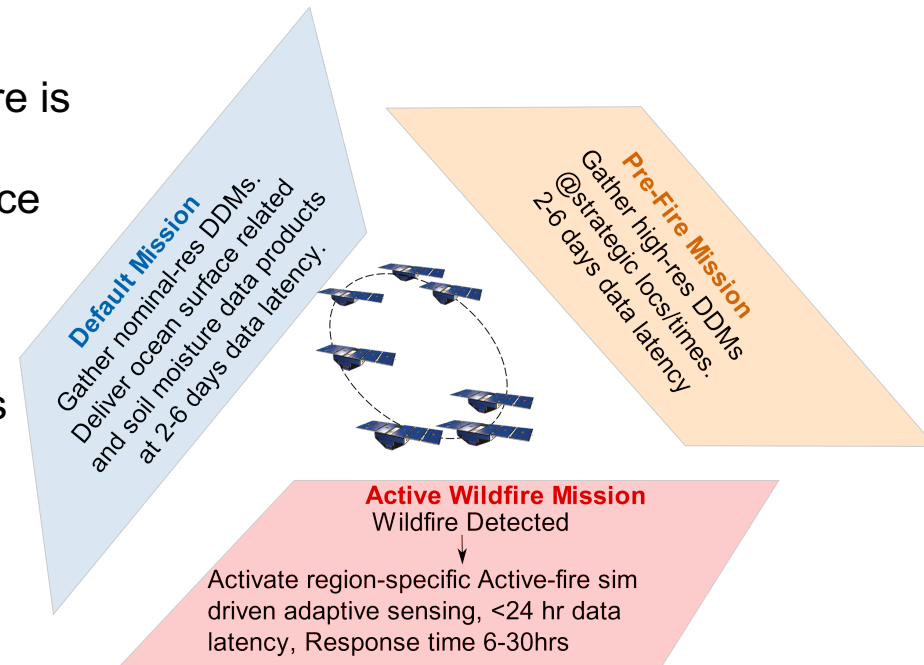 re is
ce
s
Default Mission
Gather nominal-res DDMs.
Deliver ocean surface related
and soil moisture data products
at 2-6 days data latency.
Pre-Fire Mission
Gather high-res DDMs
@strategic locs/times.
2-6 days data latency
Active Wildfire Mission
Wildfire Detected
Activate region-specific Active-fire sim
driven adaptive sensing, <24 hr data
latency, Response time 6-30hrs